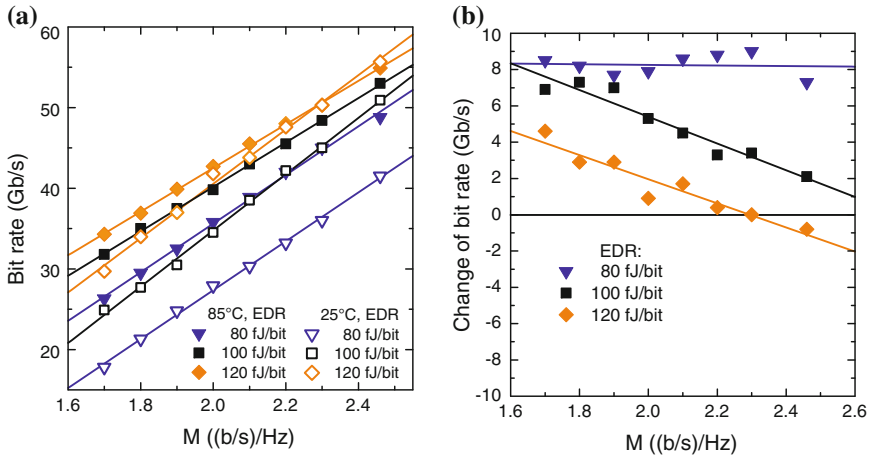 (a)
60
50
40
30
20
Bit rate (Gb/s)
85°C, EDR 25°C, EDR
80 fJ/bit 80 fJ/bit
100 fJ/bit 100 fJ/bit
120 fJ/bit 120 fJ/bit
1.6 1.8 2.0 2.2 2.4
M ((b/s)/Hz)
(b)
10
8
6
4
2
0
-2
-4
-6
-8
-10
Change of bit rate (Gb/s)
EDR:
80 fJ/bit
100 fJ/bit
120 fJ/bit
1.6 1.8 2.0 2.2 2.4 2.6
M ((b/s)/Hz)